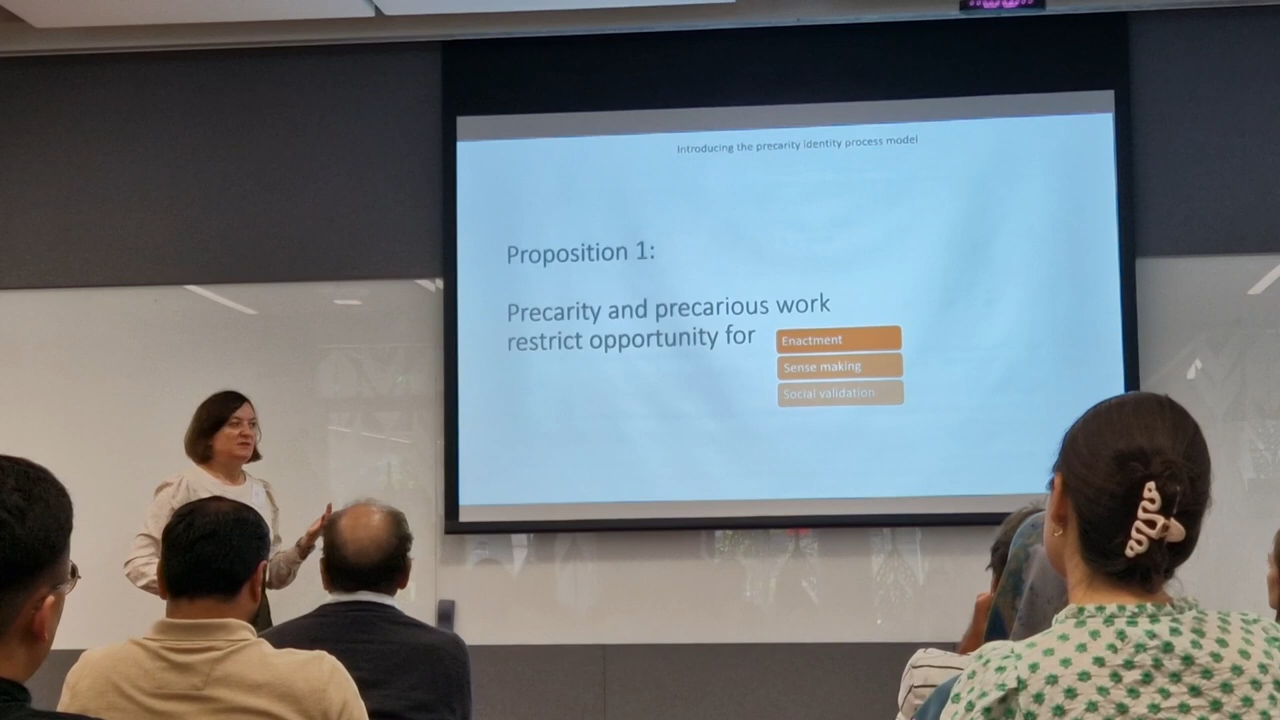 Introducing the precarity identity process model
Proposition 1:
Precarity and precarious work
restrict opportunity for
Enactment
Sense making
Social validation